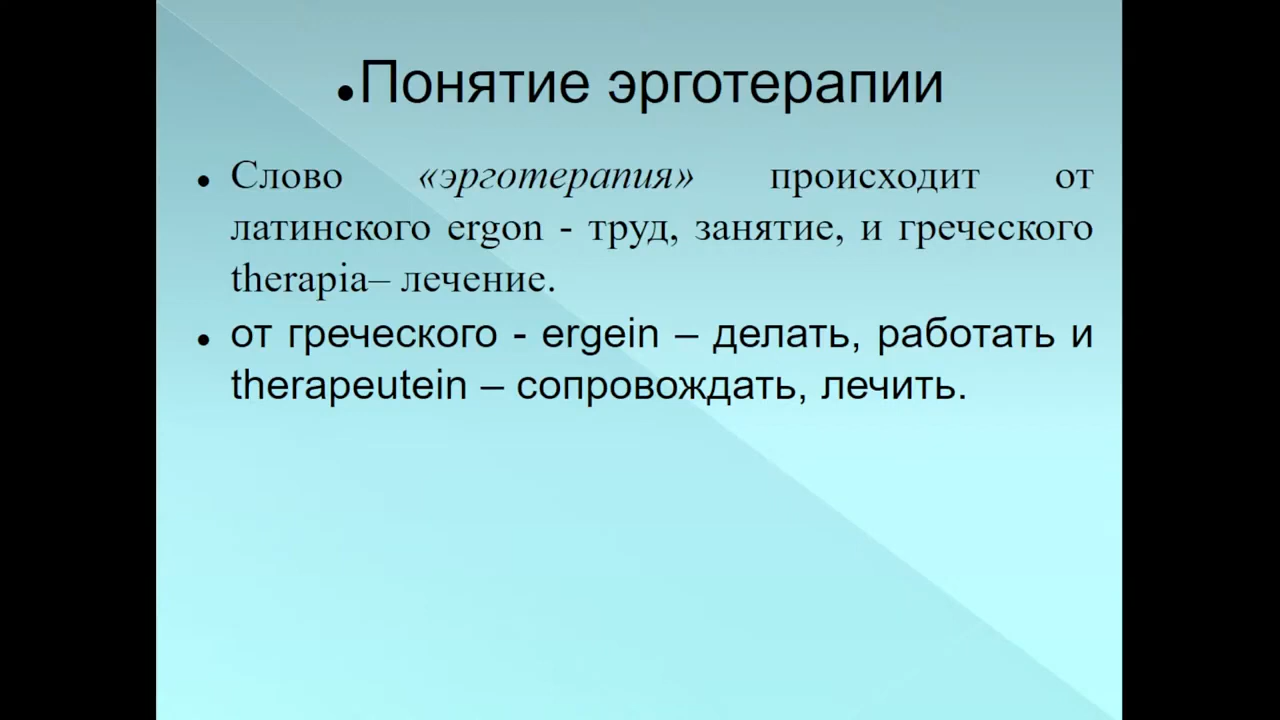 •Понятие эрготерапии
• Слово «эрготерапия» происходит от
латинского ergon - труд, занятие, и греческого
therapia– лечение.
• от греческого - ergein – делать, работать и
therapeutein – сопровождать, лечить.